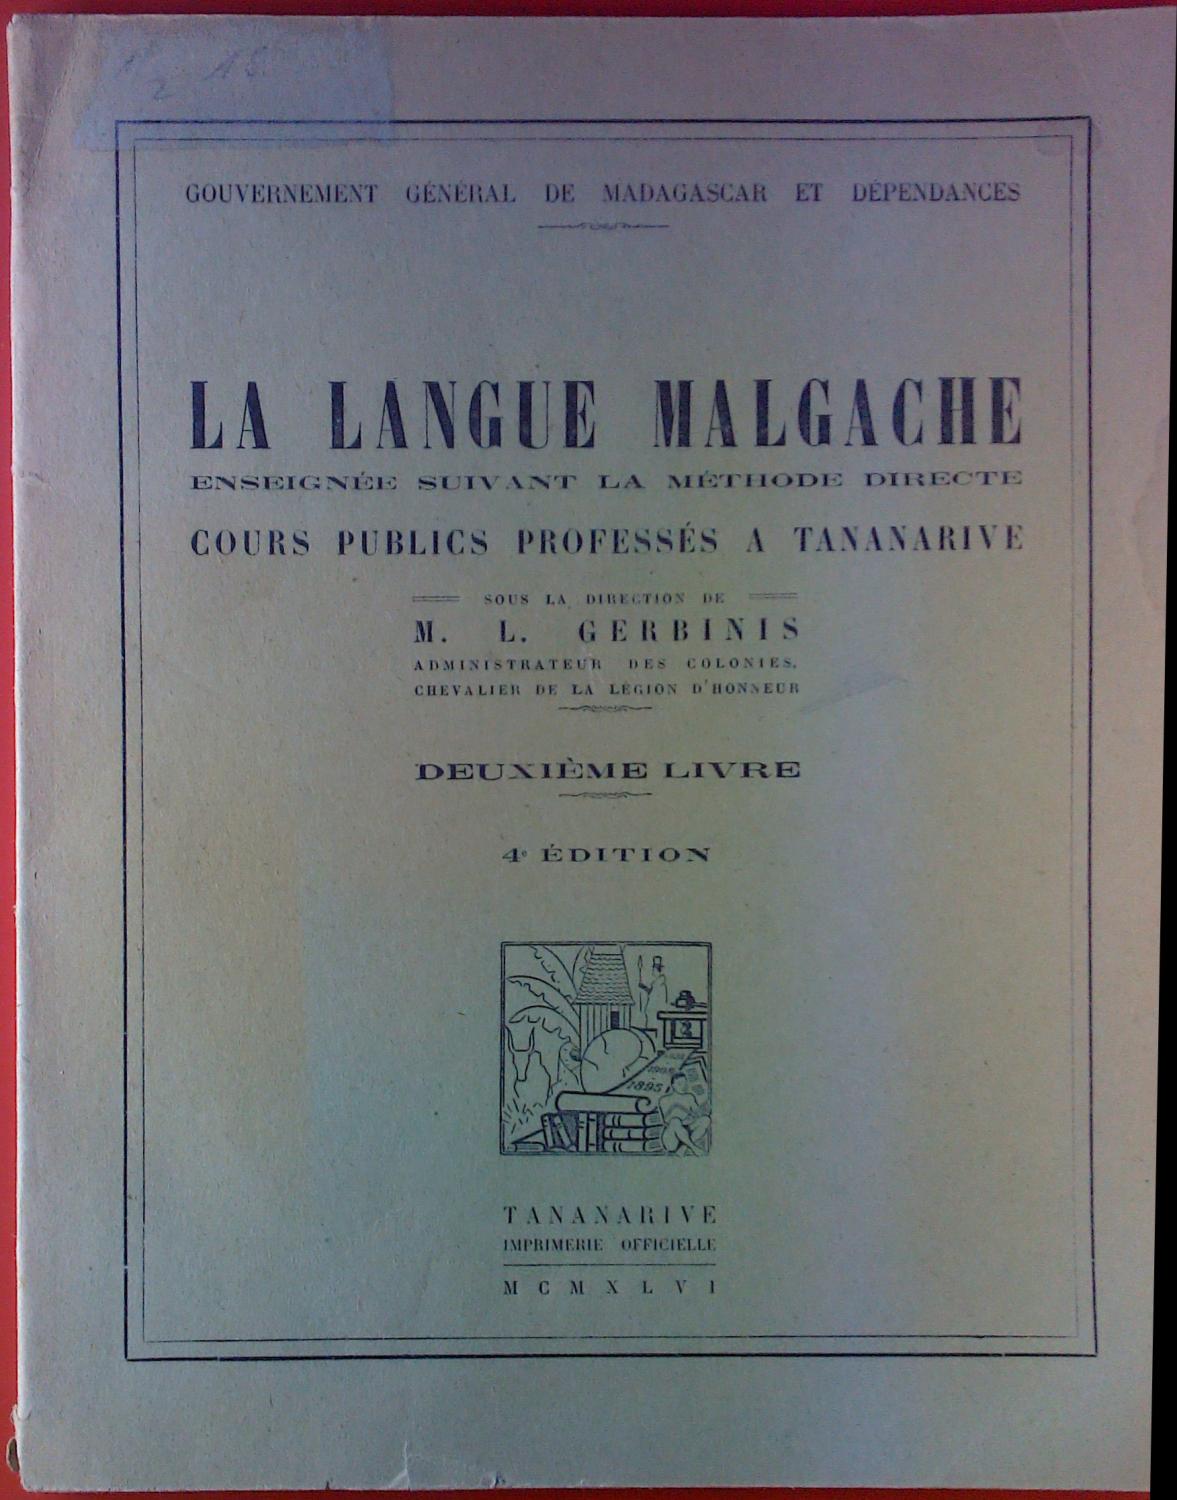 GOUVERNEMENT GÉNÉRAL DE MADAGASCAR ET DÉPENDANCES
LA LANGUE MALGACHE
ENSEIGNÉE SUIVANT LA MÉTHODE DIRECTE
COURS PUBLICS PROFESSÉS A TANANARIVE
SOUS LA DIRECTION DE
M. L. GERBINIS
ADMINISTRATEUR DES COLONIES,
CHEVALIER DE LA LÉGION D'HONNEUR
DEUXIÈME LIVRE
4e ÉDITION
1895
TANANARIVE
IMPRIMERIE OFFICIELLE
MCMXLVI